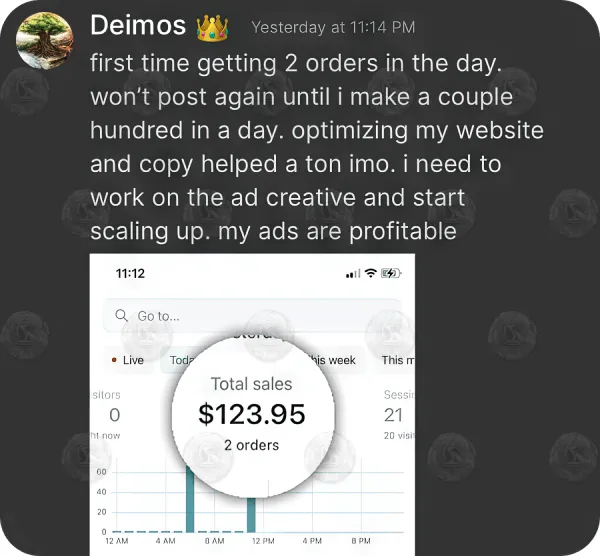 Deimos 👑 Yesterday at 11:14 PM
first time getting 2 orders in the day.
won't post again until i make a couple
hundred in a day. optimizing my website
and copy helped a ton imo. i need to
work on the ad creative and start
scaling up. my ads are profitable
11:12
Go to...
Live Toda his week This m
sitors
0
ht now
Total sales
$123.95
2 orders
Sessi
21
20 visi
60
40
20
0
12 AM 4 AM 8 AM 12 PM 4 PM 8 PM